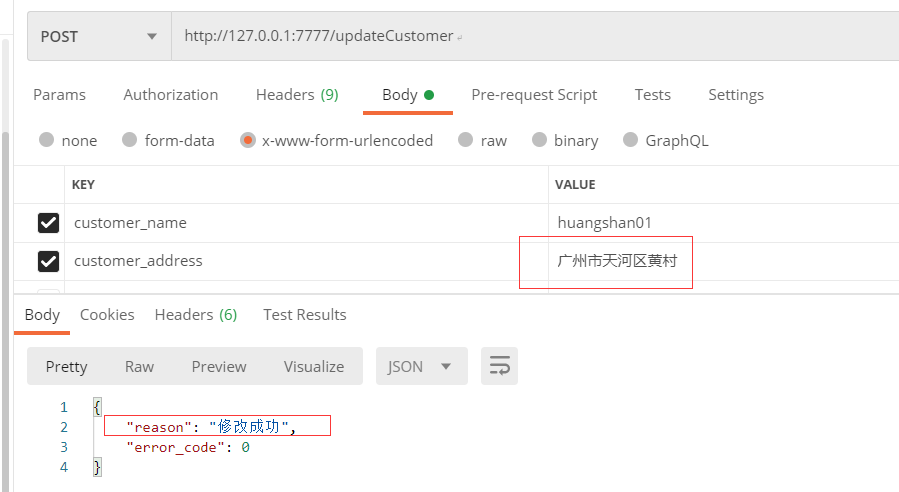 POST http://127.0.0.1:7777/updateCustomer
Params Authorization Headers (9) Body Pre-request Script Tests Settings
none form-data x-www-form-urlencoded raw binary GraphQL
KEY VALUE
customer_name huangshan01
customer_address 广州市天河区黄村
Body Cookies Headers (6) Test Results
Pretty Raw Preview Visualize JSON
1 {
2 "reason": "修改成功",
3 "error_code": 0
4 }